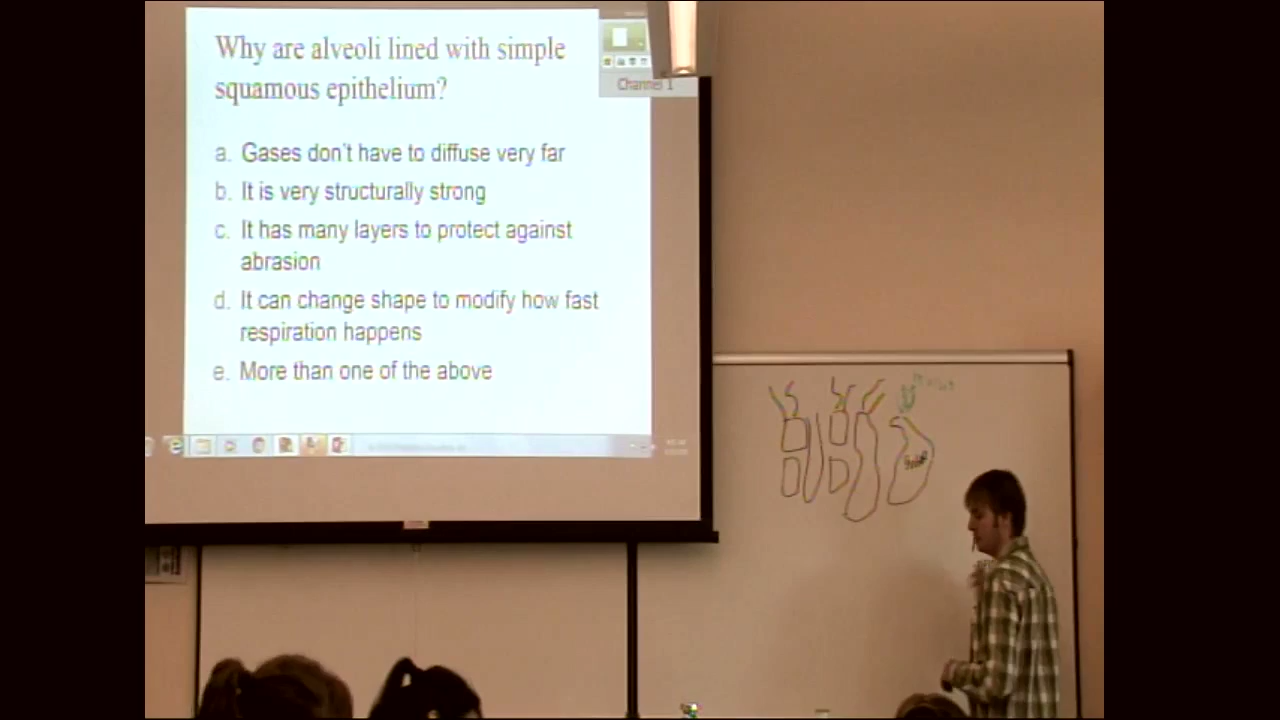 Why are alveoli lined with simple
squamous epithelium?
Channel 1
a. Gases don't have to diffuse very far
b. It is very structurally strong
c. It has many layers to protect against
abrasion
d. It can change shape to modify how fast
respiration happens
e. More than one of the above